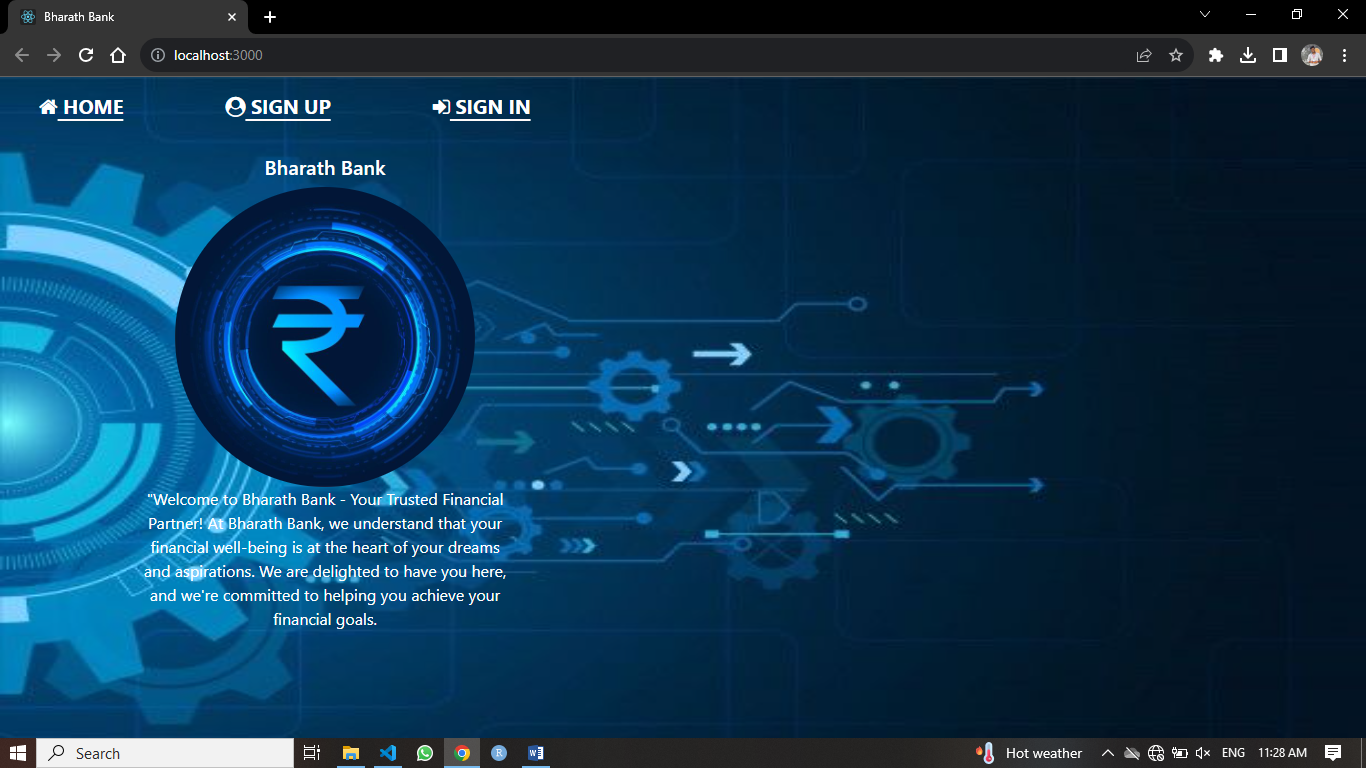 Bharath Bank
localhost:3000
HOME SIGN UP SIGN IN
Bharath Bank
"Welcome to Bharath Bank - Your Trusted Financial
Partner! At Bharath Bank, we understand that your
financial well-being is at the heart of your dreams
and aspirations. We are delighted to have you here,
and we're committed to helping you achieve your
financial goals.
Search
Hot weather
ENG
11:28 AM